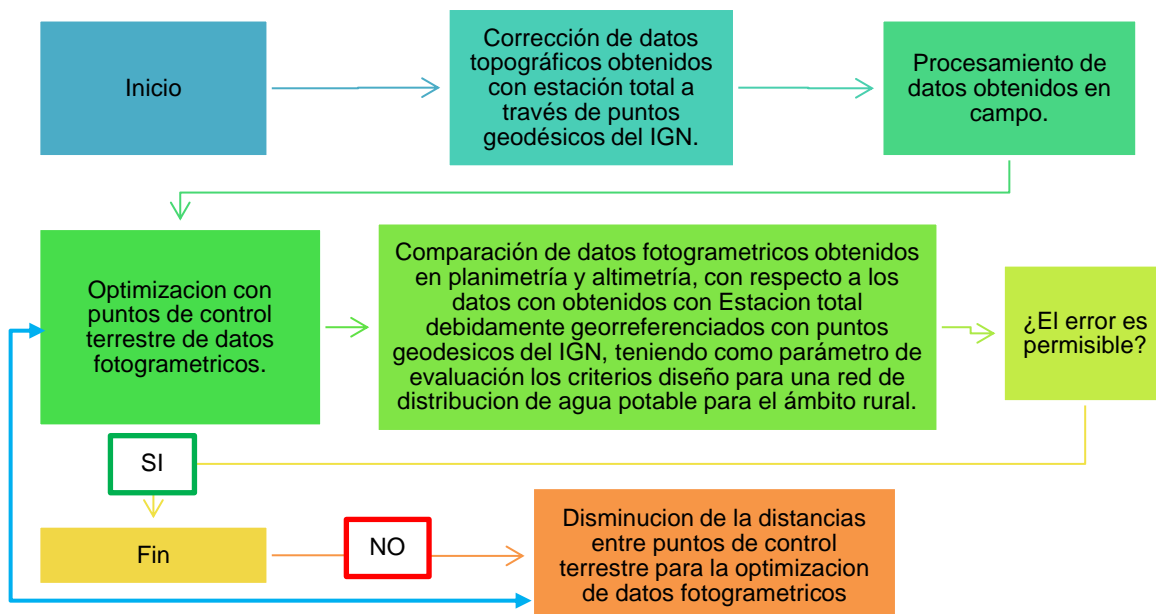 Inicio
Corrección de datos
topográficos obtenidos
con estación total a
través de puntos
geodésicos del IGN.
Procesamiento de
datos obtenidos en
campo.
Optimizacion con
puntos de control
terrestre de datos
fotogrametricos.
Comparación de datos fotogrametricos obtenidos
en planimetría y altimetría, con respecto a los
datos con obtenidos con Estacion total
debidamente georreferenciados con puntos
geodesicos del IGN, teniendo como parámetro de
evaluación los criterios diseño para una red de
distribucion de agua potable para el ámbito rural.
¿El error es
permisible?
SI
Fin
NO
Disminucion de la distancias
entre puntos de control
terrestre para la optimizacion
de datos fotogrametricos